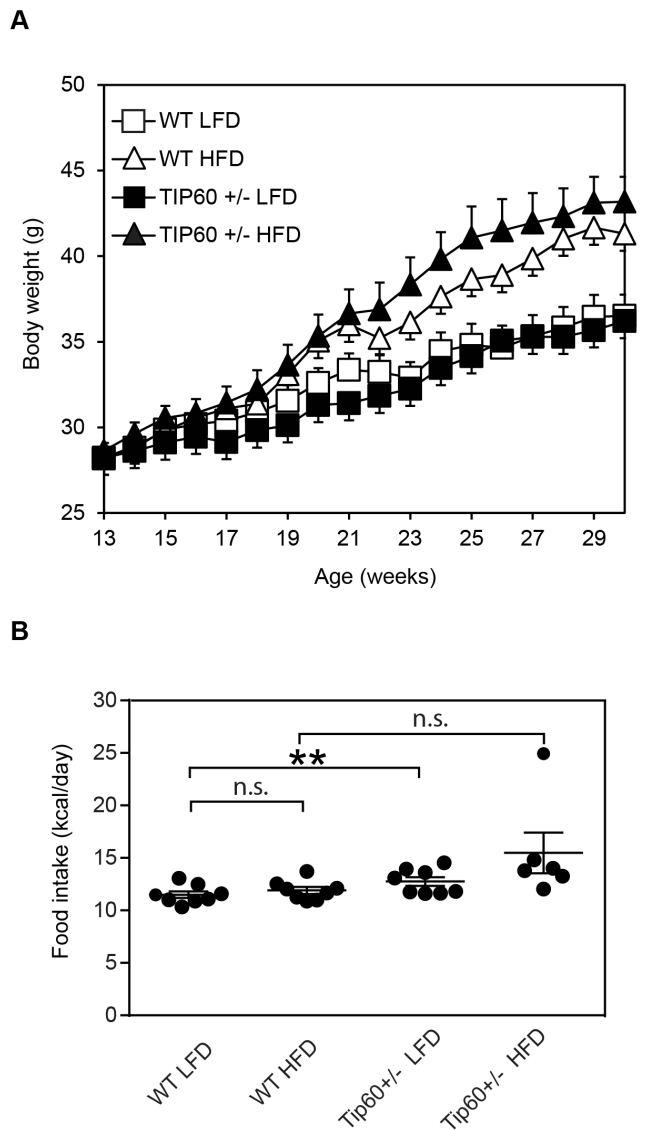 A
50
45
40
35
30
25
Body weight (g)
WT LFD
WT HFD
TIP60 +/- LFD
TIP60 +/- HFD
13 15 17 19 21 23 25 27 29
Age (weeks)
B
30
25
20
15
10
5
0
Food intake (kcal/day)
n.s.
**
n.s.
WT LFD
WT HFD
Tip60+/- LFD
Tip60+/- HFD